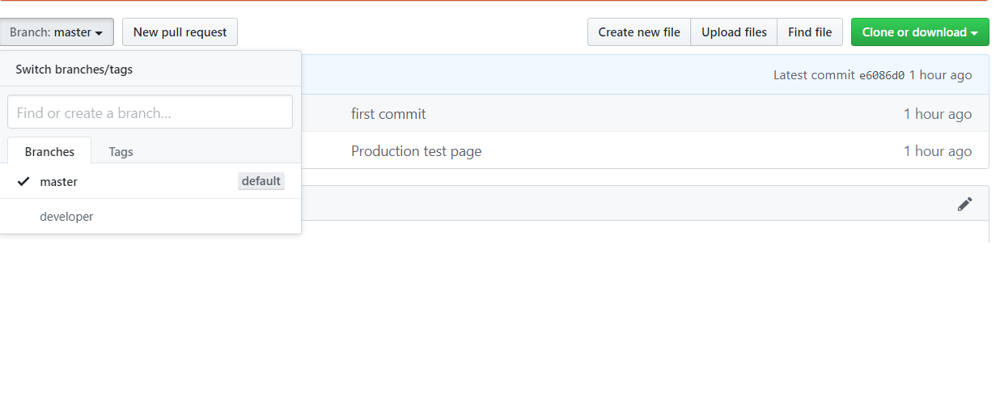 Branch: master New pull request Create new file Upload files Find file Clone or download
Switch branches/tags
Latest commit e6086d0 1 hour ago
Find or create a branch...
first commit 1 hour ago
Branches Tags
Production test page 1 hour ago
master default
developer